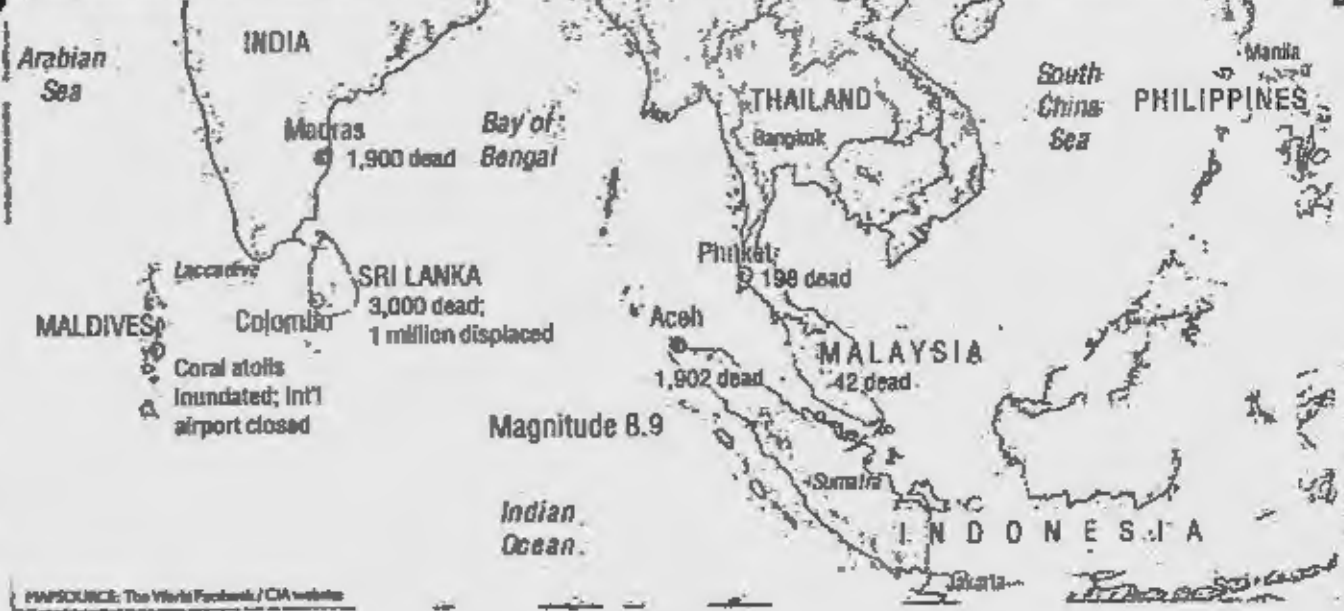 INDIA
Arabian
Sea
Manila
South
China
Sea
PHILIPPINES
THAILAND
Bangkok
Madras
1,900 dead
Bay of
Bengal
Phuket
198 dead
Laccadive
SRI LANKA
3,000 dead;
1 million displaced
Colombo
MALDIVES
Aceh
1,902 dead
MALAYSIA
42 dead
Coral atolls
inundated; Int'l
airport closed
Magnitude 8.9
Sumatra
Indian
Ocean
INDONESIA
Jakarta
MAPSOURCE: The World Factbook / CIA website